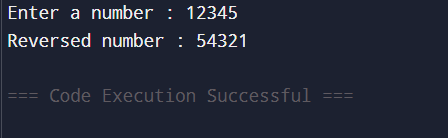 Enter a number : 12345
Reversed number : 54321
=== Code Execution Successful ===